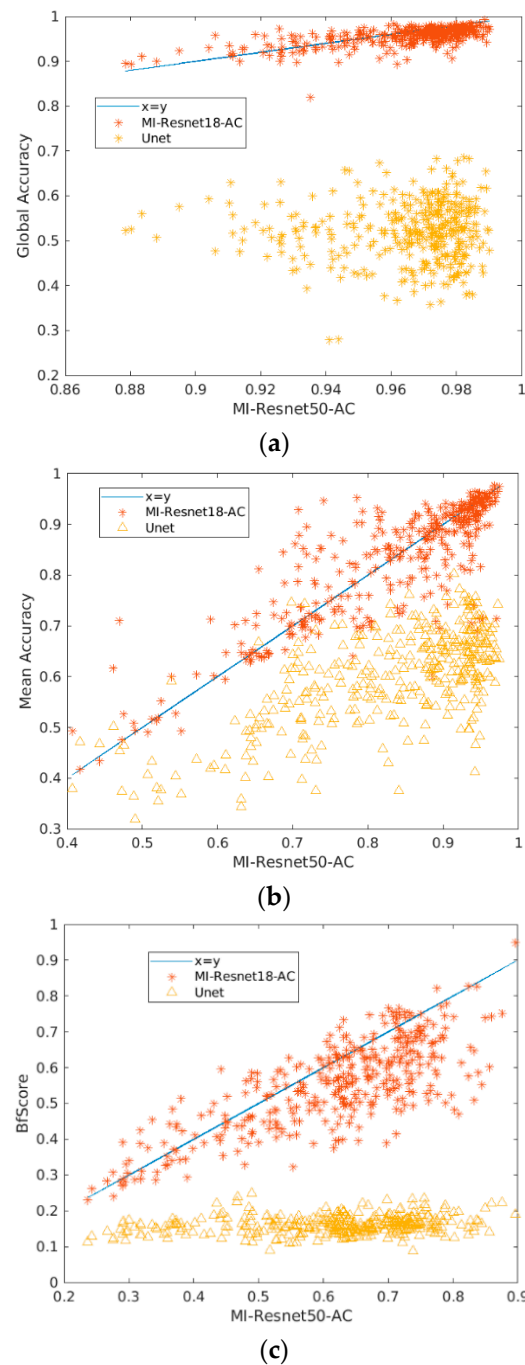 1
0.9
0.8
0.7
0.6
0.5
0.4
0.3
0.2
Global Accuracy
x=y
MI-Resnet18-AC
Unet
0.86 0.88 0.9 0.92 0.94 0.96 0.98 1
MI-Resnet50-AC
(a)
1
0.9
0.8
0.7
0.6
0.5
0.4
0.3
Mean Accuracy
x=y
MI-Resnet18-AC
Unet
0.4 0.5 0.6 0.7 0.8 0.9 1
MI-Resnet50-AC
(b)
1
0.9
0.8
0.7
0.6
0.5
0.4
0.3
0.2
0.1
0
BfScore
x=y
MI-Resnet18-AC
Unet
0.2 0.3 0.4 0.5 0.6 0.7 0.8 0.9
MI-Resnet50-AC
(c)